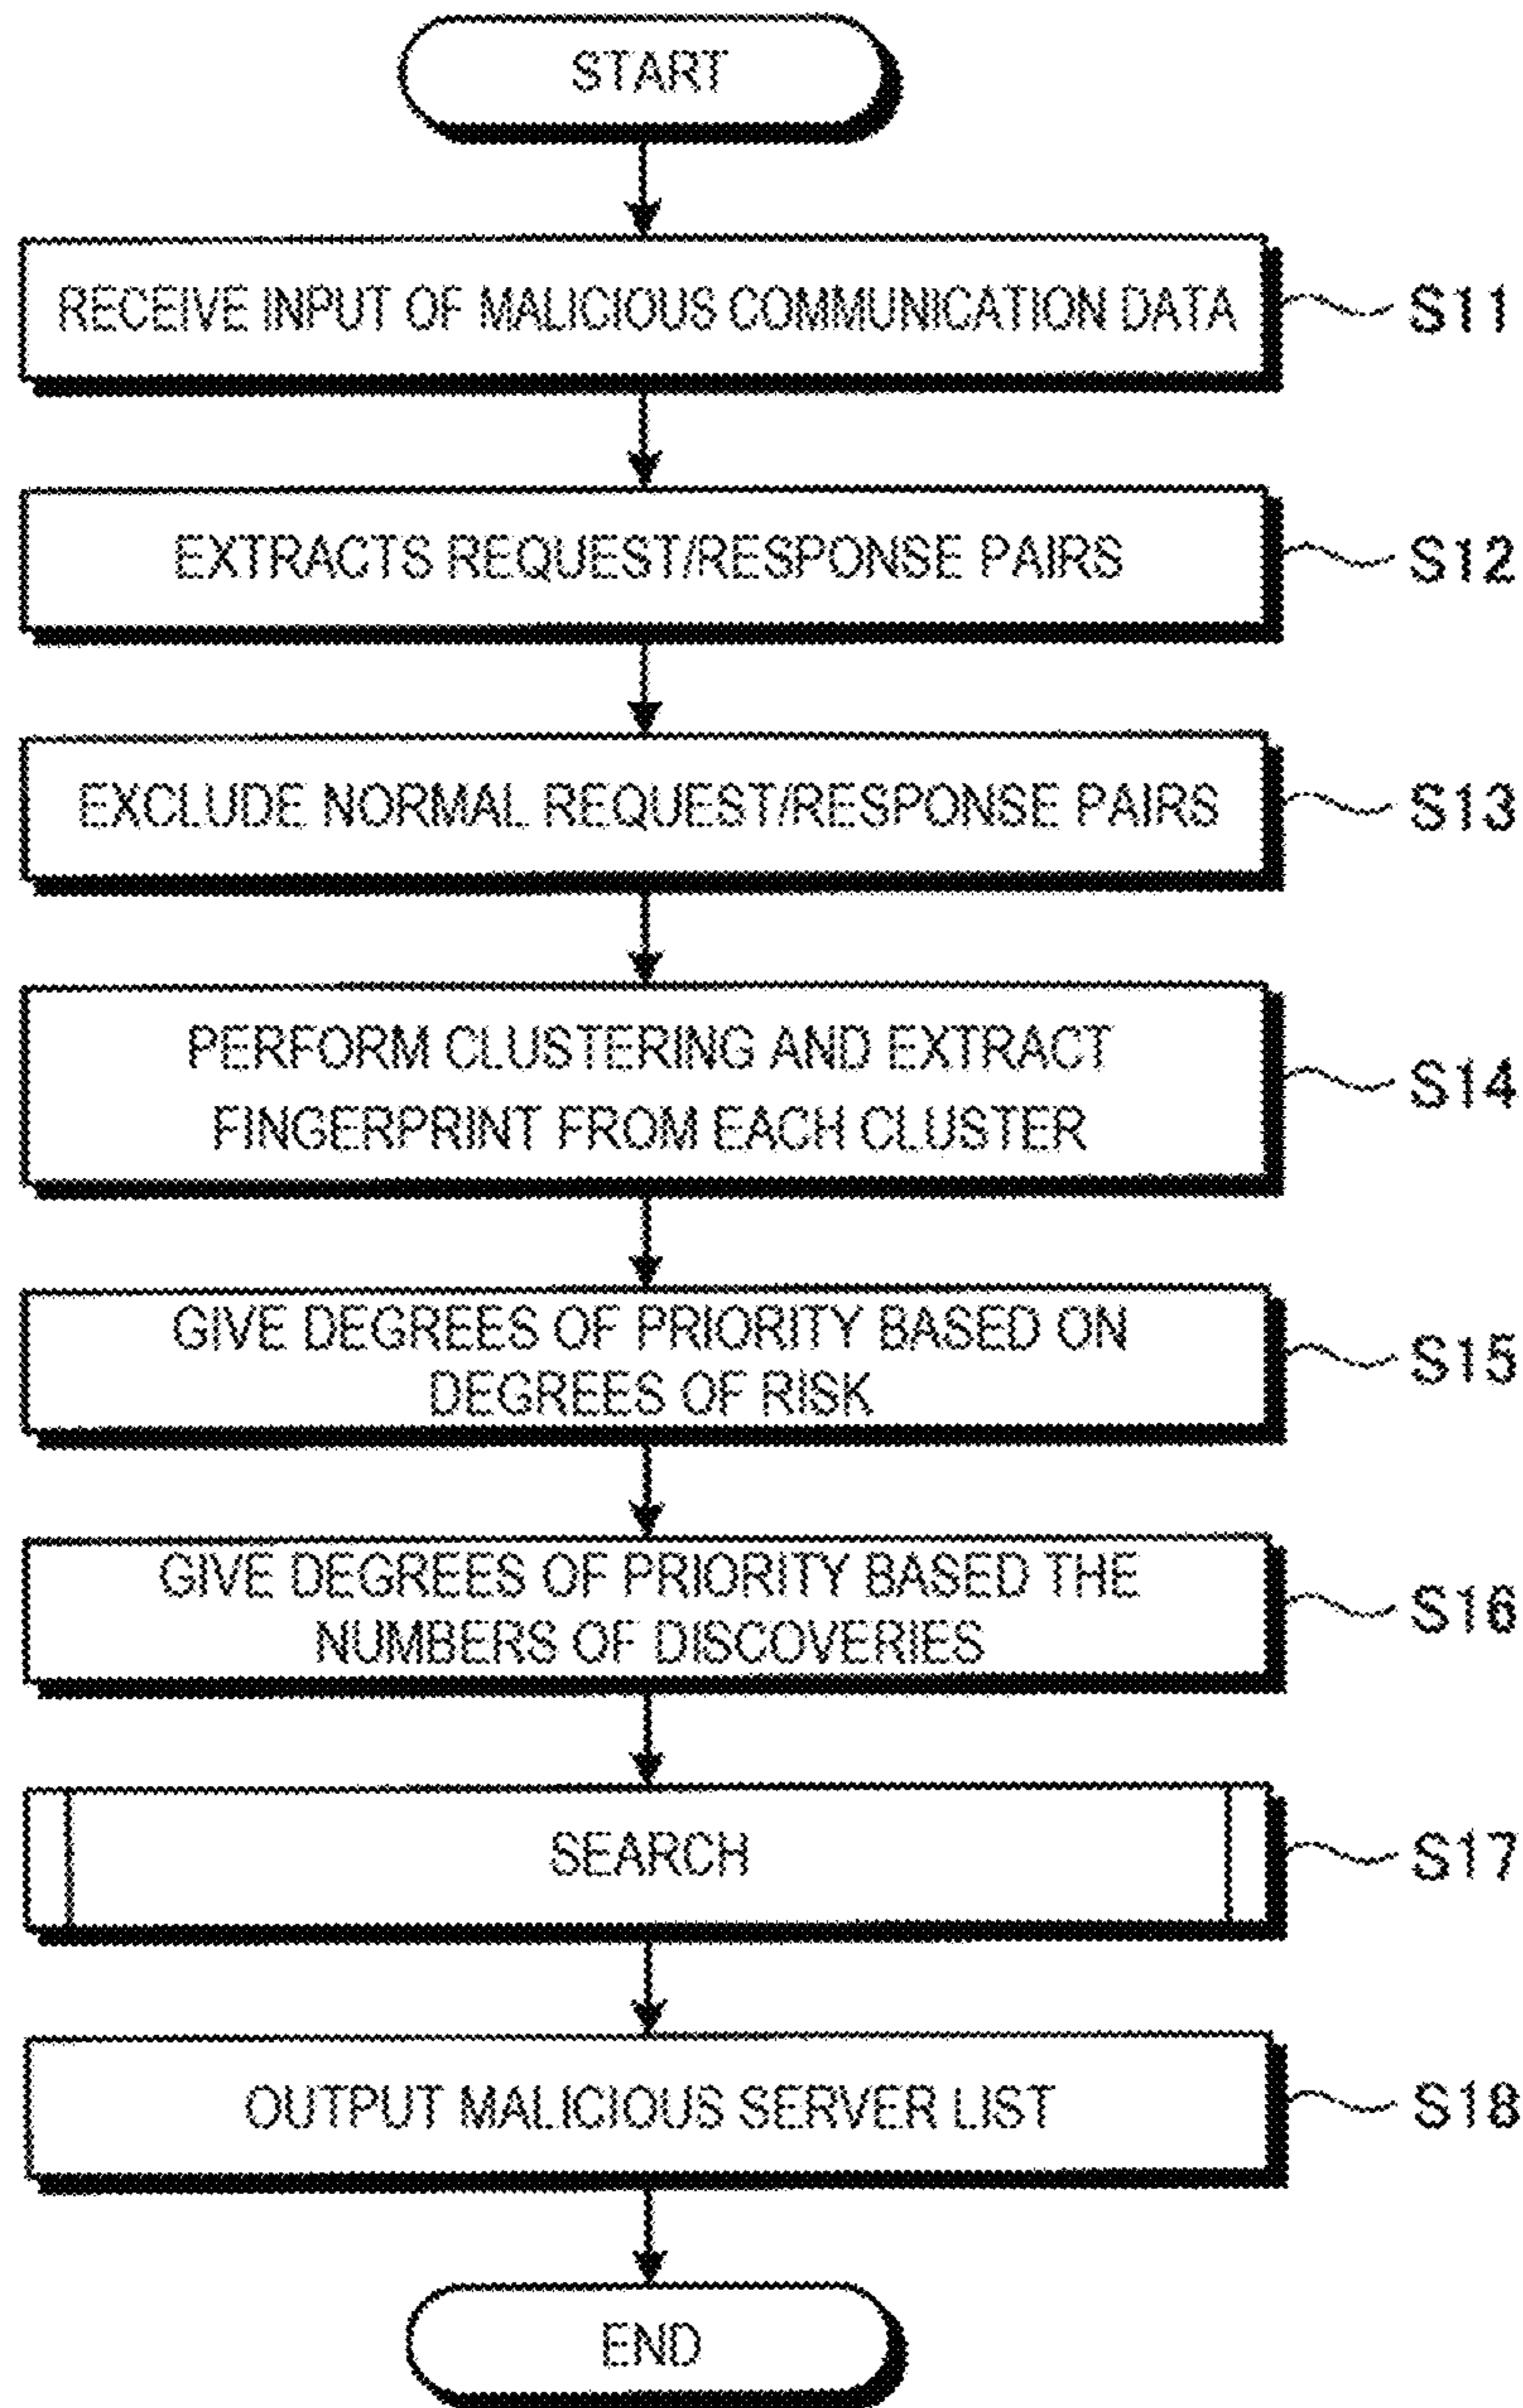 START
RECEIVE INPUT OF MALICIOUS COMMUNICATION DATA
S11
EXTRACTS REQUEST/RESPONSE PAIRS
S12
EXCLUDE NORMAL REQUEST/RESPONSE PAIRS
S13
PERFORM CLUSTERING AND EXTRACT
FINGERPRINT FROM EACH CLUSTER
S14
GIVE DEGREES OF PRIORITY BASED ON
DEGREES OF RISK
S15
GIVE DEGREES OF PRIORITY BASED THE
NUMBERS OF DISCOVERIES
S16
SEARCH
S17
OUTPUT MALICIOUS SERVER LIST
S18
END